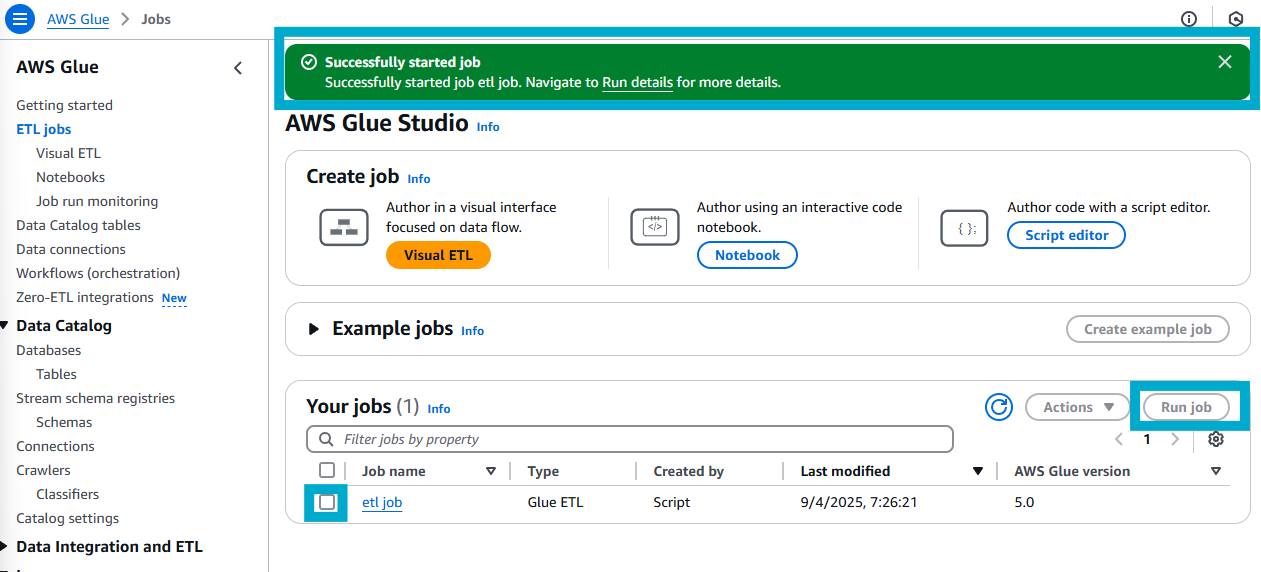 AWS Glue
Jobs
AWS Glue
Getting started
ETL jobs
Visual ETL
Notebooks
Job run monitoring
Data Catalog tables
Data connections
Workflows (orchestration)
Zero-ETL integrations New
Data Catalog
Databases
Tables
Stream schema registries
Schemas
Connections
Crawlers
Classifiers
Catalog settings
Data Integration and ETL
Successfully started job
Successfully started job etl job. Navigate to Run details for more details.
AWS Glue Studio Info
Create job Info
Author in a visual interface
focused on data flow.
Visual ETL
Author using an interactive code
notebook.
Notebook
Author code with a script editor.
Script editor
Example jobs Info
Create example job
Your jobs (1) Info
Actions
Run job
Filter jobs by property
1
Job name Type Created by Last modified AWS Glue version
etl job Glue ETL Script 9/4/2025, 7:26:21 5.0